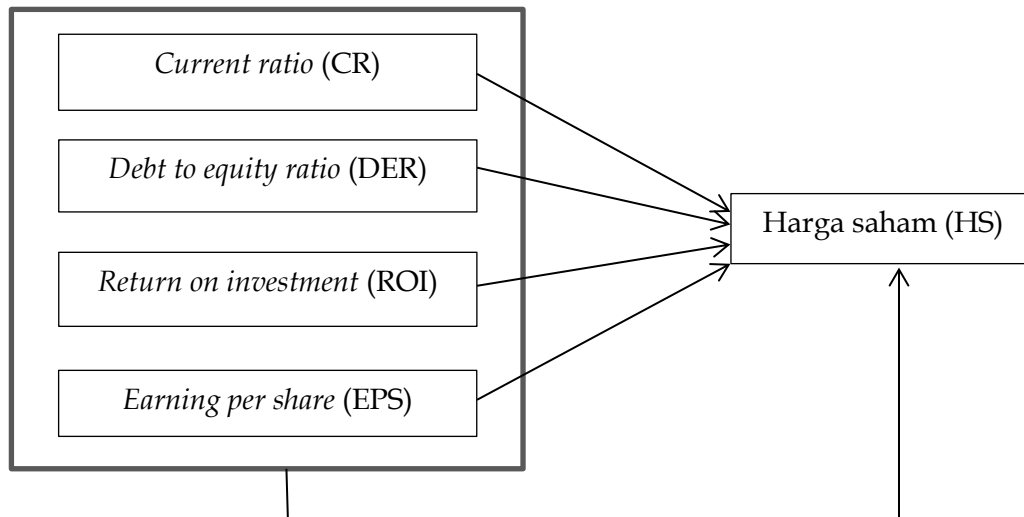 Current ratio (CR)
Debt to equity ratio (DER)
Harga saham (HS)
Return on investment (ROI)
Earning per share (EPS)